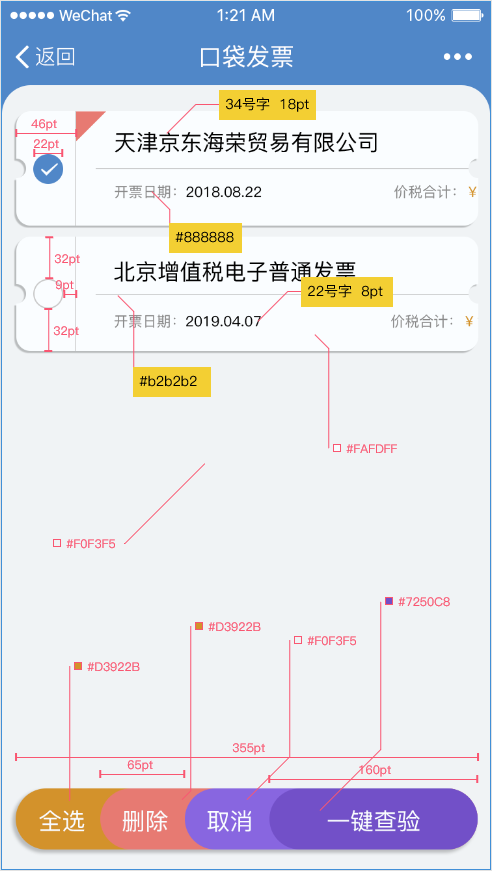 WeChat 1:21 AM 100%
返回 口袋发票
34号字 18pt
46pt
天津京东海荣贸易有限公司
22pt
开票日期：2018.08.22 价税合计：¥
#888888
32pt
北京增值税电子普通发票
9pt
22号字 8pt
32pt
开票日期：2019.04.07 价税合计：¥
#b2b2b2
#FAFDFF
#F0F3F5
#7250C8
#D3922B
#F0F3F5
#D3922B
355pt
65pt
160pt
全选 删除 取消 一键查验